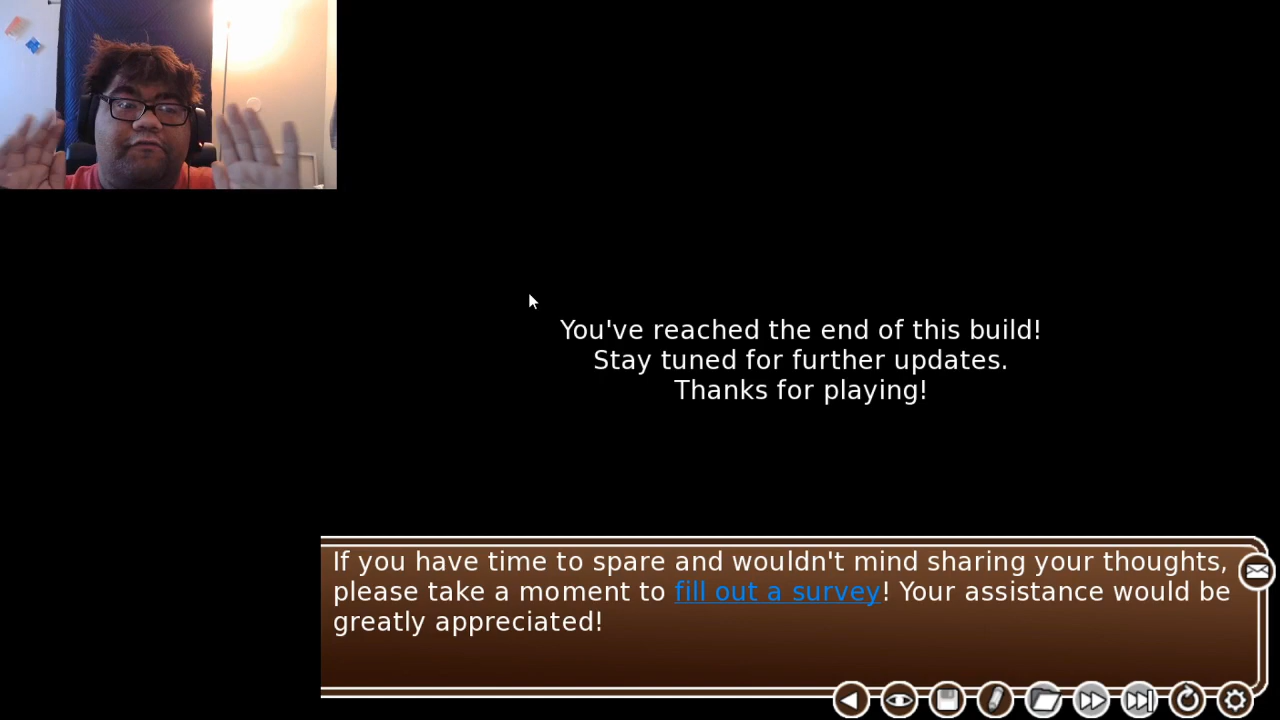 You've reached the end of this build!
Stay tuned for further updates.
Thanks for playing!
If you have time to spare and wouldn't mind sharing your thoughts,
please take a moment to fill out a survey! Your assistance would be
greatly appreciated!